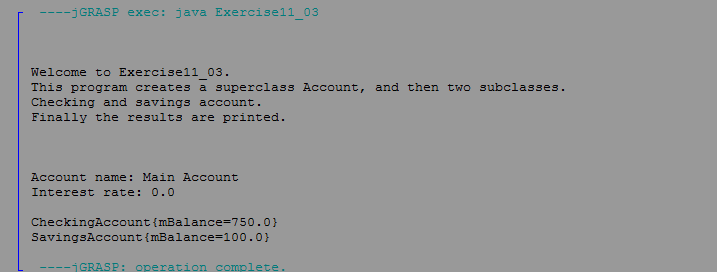 ----jGRASP exec: java Exercise11_03
Welcome to Exercise11_03.
This program creates a superclass Account, and then two subclasses.
Checking and savings account.
Finally the results are printed.
Account name: Main Account
Interest rate: 0.0
CheckingAccount{mBalance=750.0}
SavingsAccount{mBalance=100.0}
----jGRASP: operation complete.